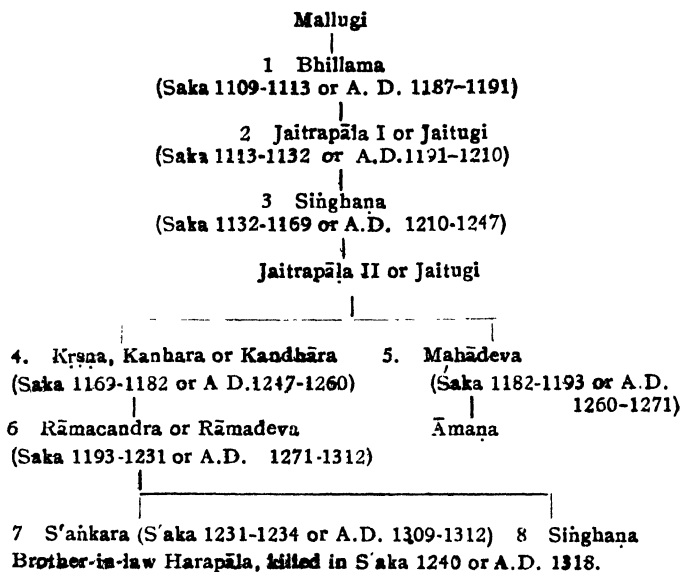 Mallugi
1 Bhillama
(Saka 1109-1113 or A. D. 1187-1191)
2 Jaitrapāla I or Jaitugi
(Saka 1113-1132 or A.D.1191-1210)
3 Siṅghaṇa
(Saka 1132-1169 or A.D. 1210-1247)
Jaitrapāḷa II or Jaitugi
4. Kṛṣṇa, Kanhara or Kandhāra 5. Mahādeva
(Saka 1169-1182 or A D.1247-1260) (Śaka 1182-1193 or A.D.
1260-1271)
6 Rāmacandra or Rāmadeva Āmaṇa
(Saka 1193-1231 or A.D. 1271-1312)
7 S'aṅkara (S'aka 1231-1234 or A.D. 1309-1312) 8 Siṅghaṇa
Brother-in-law Harapāla, killed in S'aka 1240 or A.D. 1318.